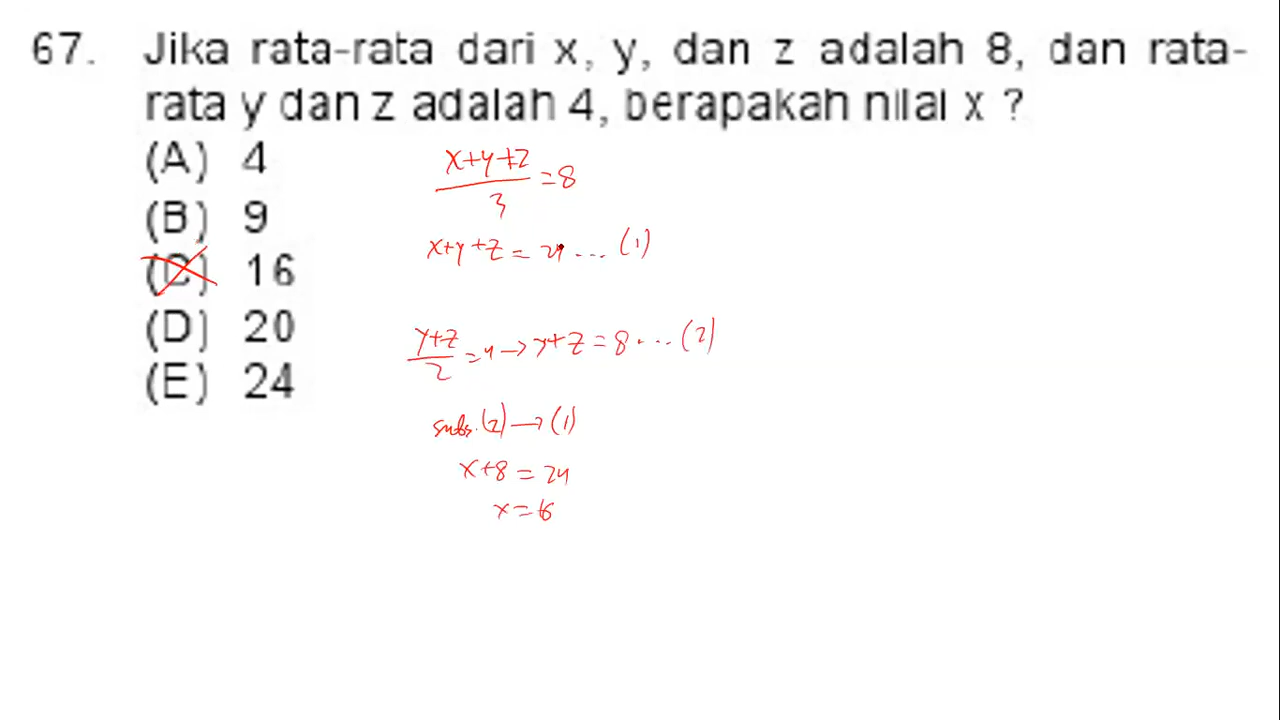 67. Jika rata-rata dari x, y, dan z adalah 8, dan rata-
rata y dan z adalah 4, berapakah nilai x ?
(A) 4
(B) 9
(C) 16
(D) 20
(E) 24
x+y+z
3
=8
x+y+z = 24 ... (1)
y+z
2
=4 → y+z = 8 ... (2)
subs. (2) → (1)
x+8 = 24
x = 16